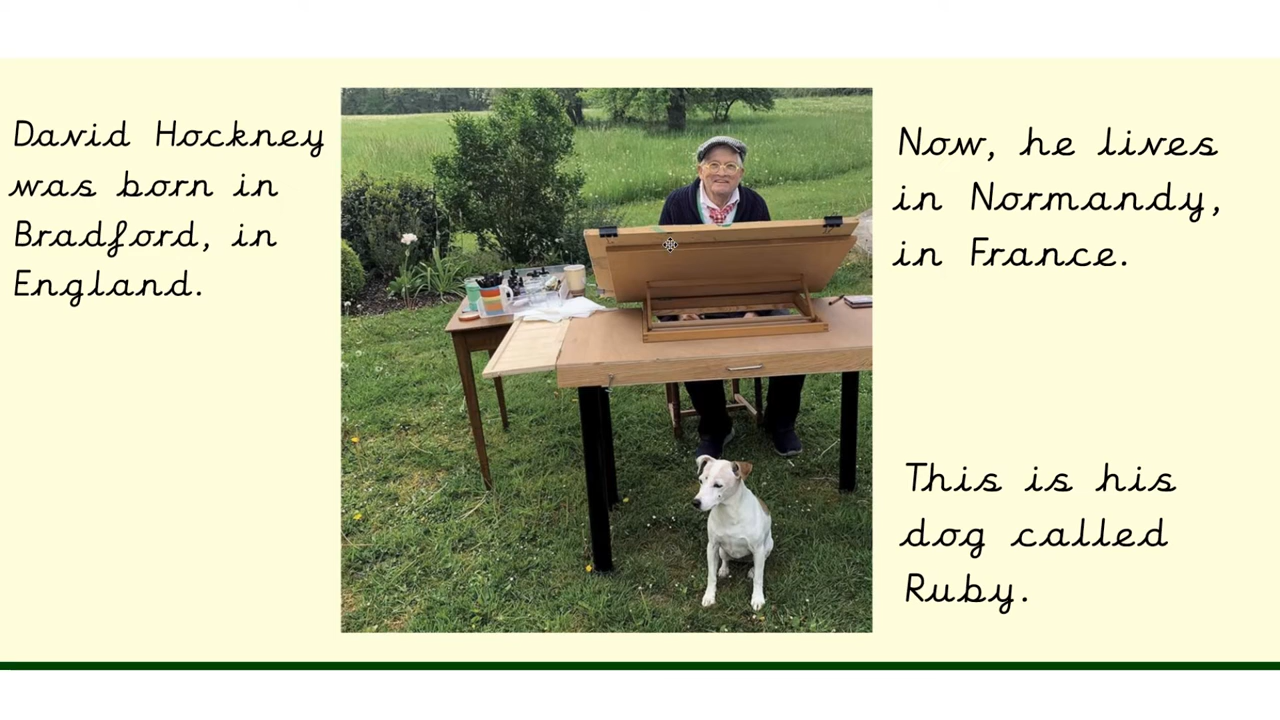 David Hockney
was born in
Bradford, in
England.
Now, he lives
in Normandy,
in France.
This is his
dog called
Ruby.